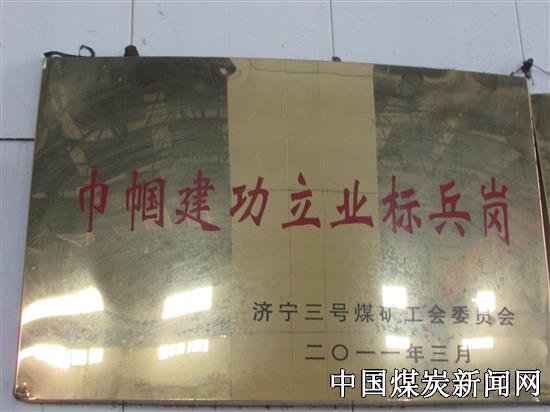 巾帼建功立业标兵岗
济宁三号煤矿工会委员会
二〇一一年三月
中国煤炭新闻网